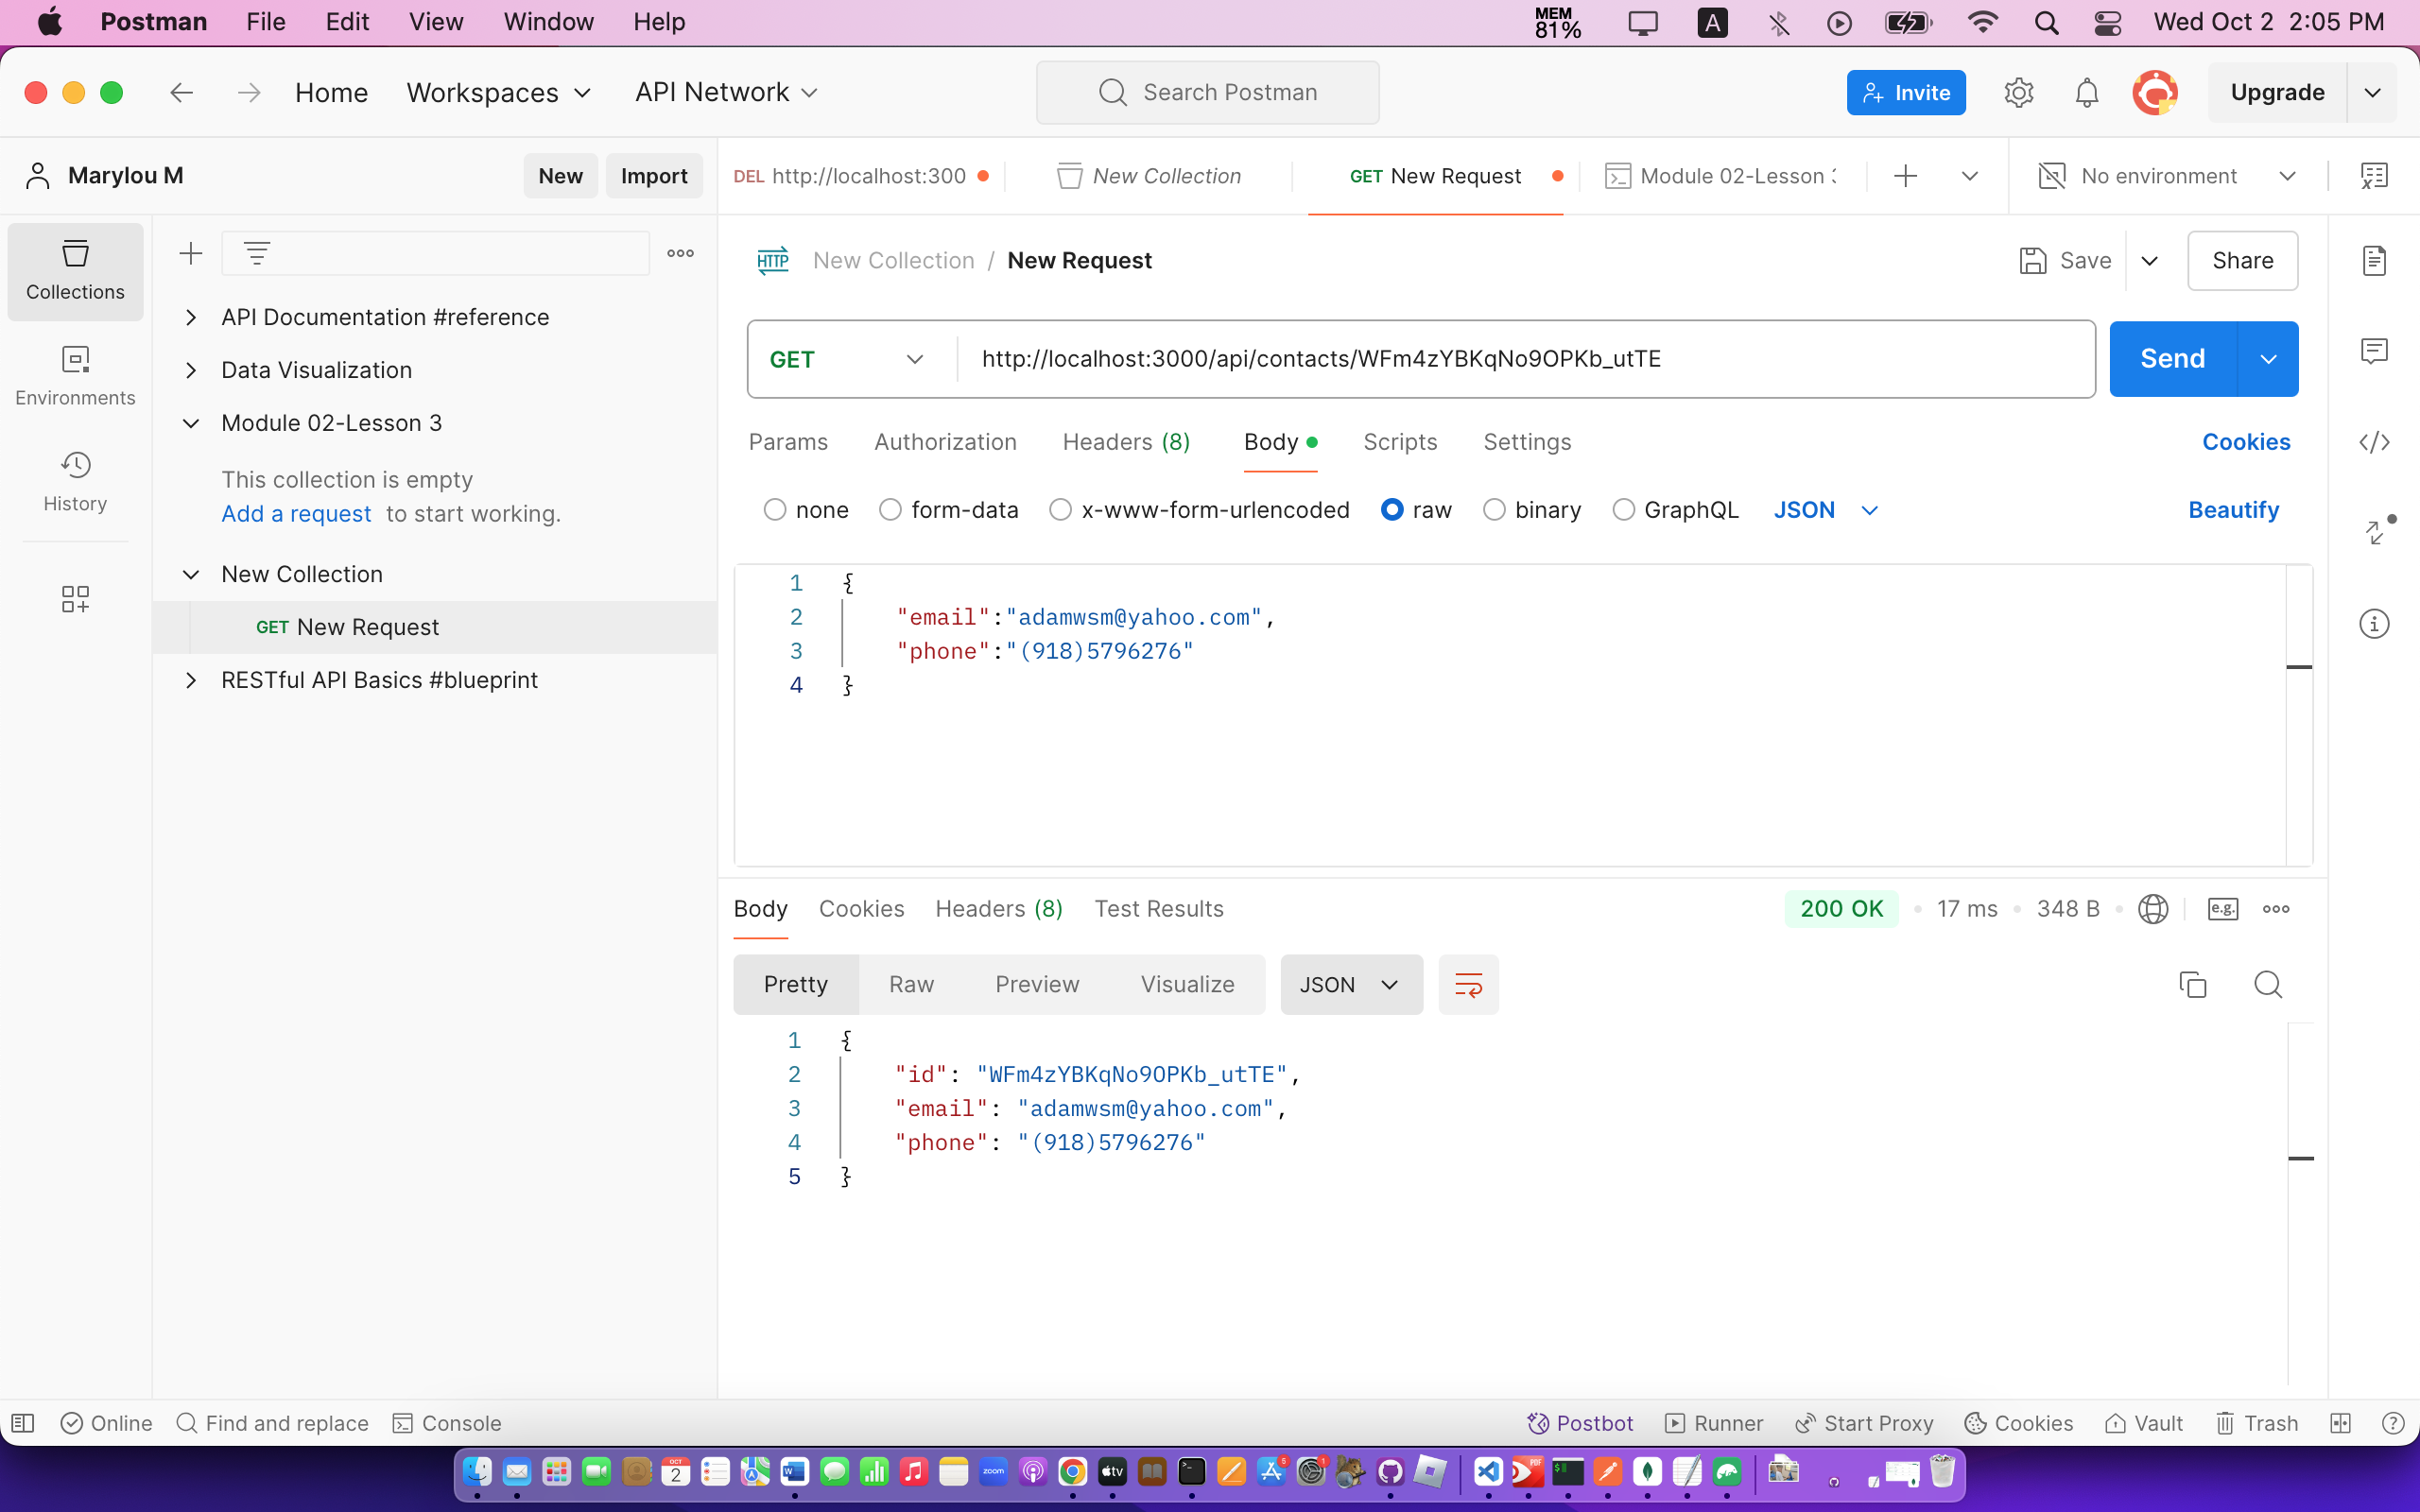 Postman File Edit View Window Help MEM 81% A Wed Oct 2 2:05 PM
Home Workspaces API Network Search Postman Invite Upgrade
Marylou M New Import DEL http://localhost:300 New Collection GET New Request Module 02-Lesson No environment
Collections
Environments
History
API Documentation #reference
Data Visualization
Module 02-Lesson 3
This collection is empty
Add a request to start working.
New Collection
GET New Request
RESTful API Basics #blueprint
HTTP New Collection / New Request Save Share
GET http://localhost:3000/api/contacts/WFm4zYBKqNo9OPKb_utTE Send
Params Authorization Headers (8) Body Scripts Settings Cookies
none form-data x-www-form-urlencoded raw binary GraphQL JSON Beautify
1 {
2 "email":"adamwsm@yahoo.com",
3 "phone":"(918)5796276"
4 }
Body Cookies Headers (8) Test Results 200 OK 17 ms 348 B e.g.
Pretty Raw Preview Visualize JSON
1 {
2 "id": "WFm4zYBKqNo9OPKb_utTE",
3 "email": "adamwsm@yahoo.com",
4 "phone": "(918)5796276"
5 }
Online Find and replace Console Postbot Runner Start Proxy Cookies Vault Trash
OCT 2 zoom tv PDF